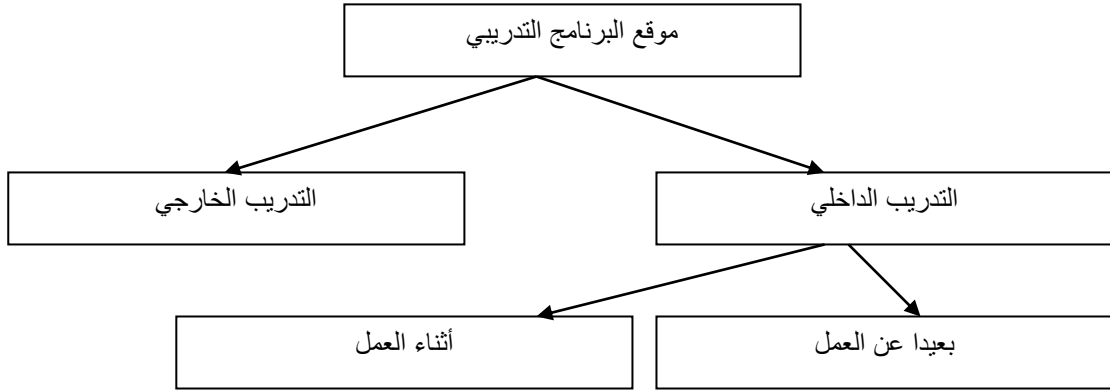 موقع البرنامج التدريبي
التدريب الداخلي
التدريب الخارجي
بعيدا عن العمل
أثناء العمل